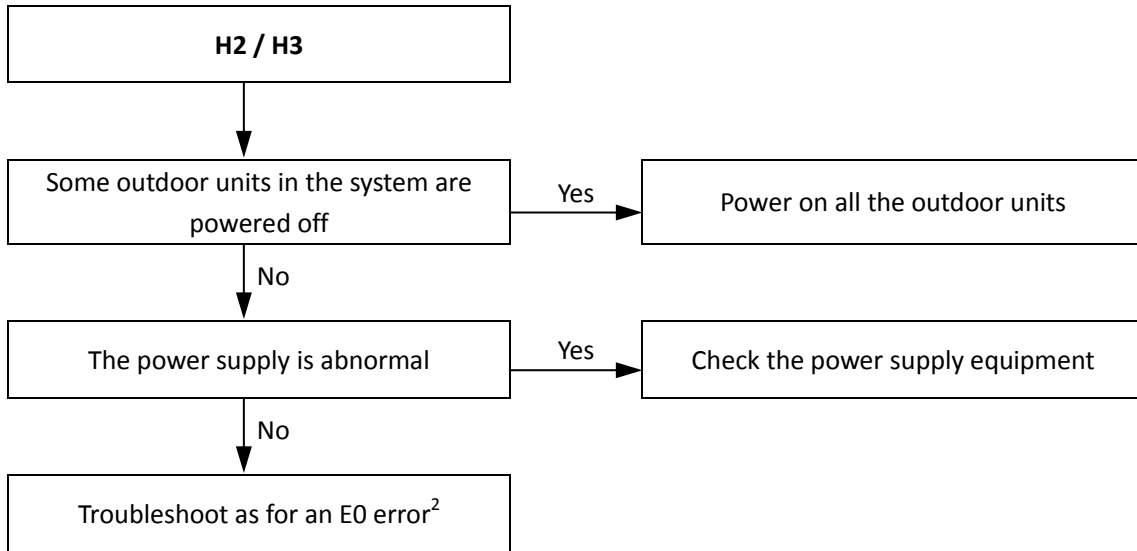 H2 / H3
Some outdoor units in the system are
powered off
Yes
Power on all the outdoor units
No
The power supply is abnormal
Yes
Check the power supply equipment
No
Troubleshoot as for an E0 error²